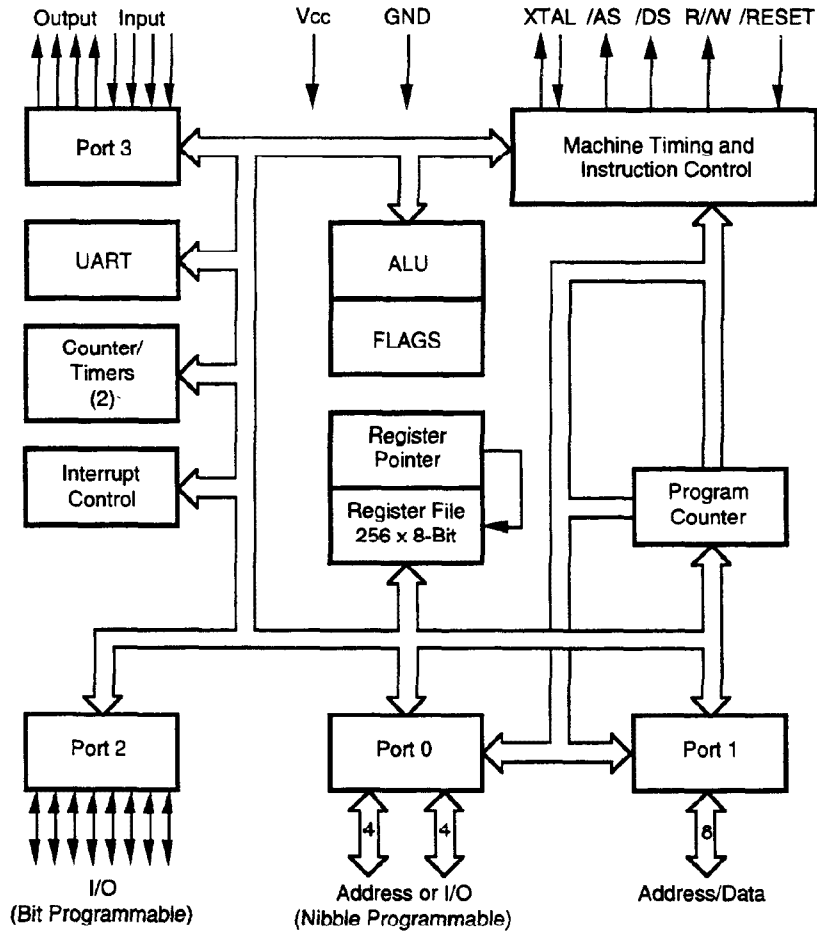 Output Input Vcc GND XTAL /AS /DS R//W /RESET
Port 3
Machine Timing and
Instruction Control
UART
ALU
FLAGS
Counter/
Timers
(2)
Register
Pointer
Interrupt
Control
Register File
256 x 8-Bit
Program
Counter
Port 2
Port 0
Port 1
4 4 8
I/O
(Bit Programmable)
Address or I/O
(Nibble Programmable)
Address/Data